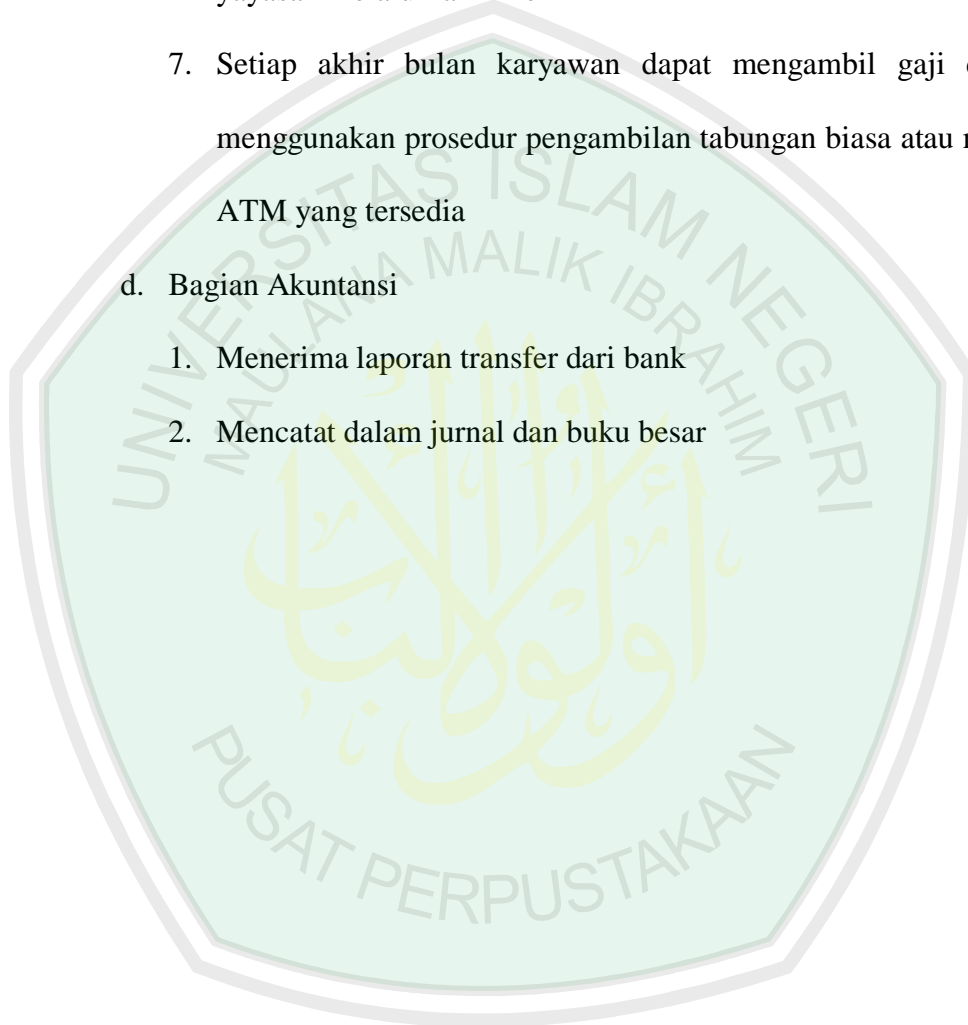 7. Setiap akhir bulan karyawan dapat mengambil gaji
menggunakan prosedur pengambilan tabungan biasa atau
ATM yang tersedia
d. Bagian Akuntansi
1. Menerima laporan transfer dari bank
2. Mencatat dalam jurnal dan buku besar
UNIVERSITAS ISLAM NEGERI
MAULANA MALIK IBRAHIM
PUSAT PERPUSTAKAAN